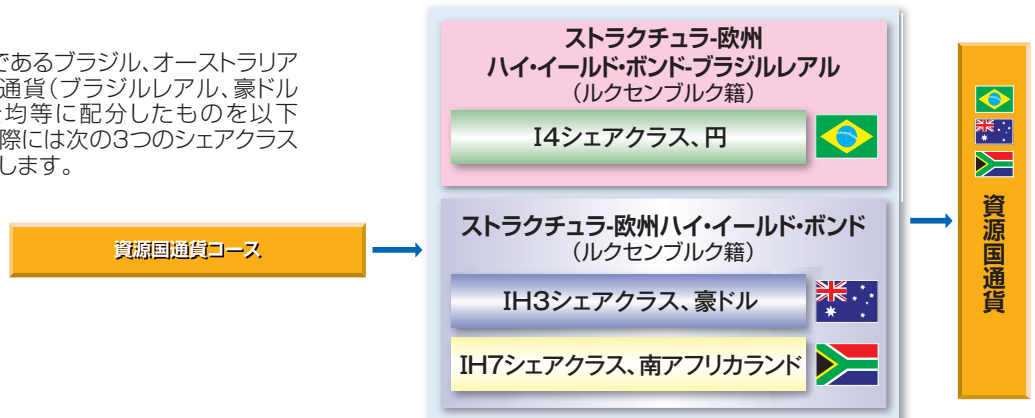 であるブラジル、オーストラリア
通貨(ブラジルレアル、豪ドル
均等に配分したものを以下
際には次の3つのシェアクラス
します。
資源国通貨コース
ストラクチュラ-欧州
ハイ・イールド・ボンド-ブラジルレアル
(ルクセンブルク籍)
I4シェアクラス、円
ストラクチュラ-欧州ハイ・イールド・ボンド
(ルクセンブルク籍)
IH3シェアクラス、豪ドル
IH7シェアクラス、南アフリカランド
資源国通貨